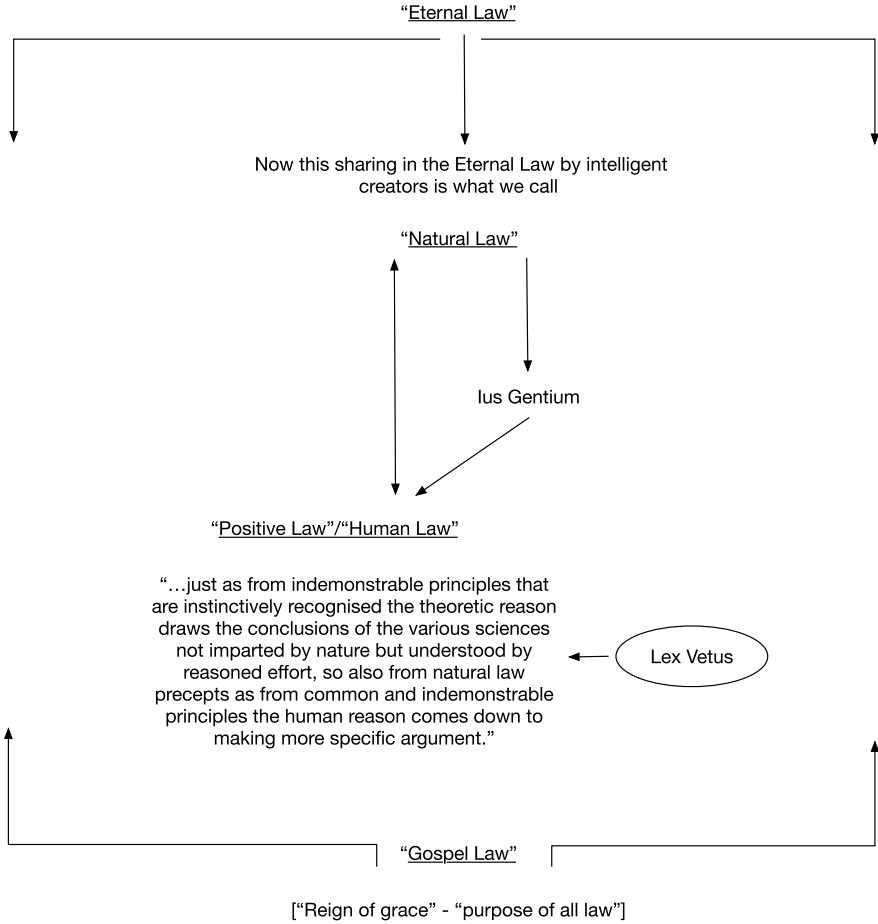 “Eternal Law”
Now this sharing in the Eternal Law by intelligent
creators is what we call
“Natural Law”
Ius Gentium
“Positive Law”/“Human Law”
“…just as from indemonstrable principles that
are instinctively recognised the theoretic reason
draws the conclusions of the various sciences
not imparted by nature but understood by
reasoned effort, so also from natural law
precepts as from common and indemonstrable
principles the human reason comes down to
making more specific argument.”
Lex Vetus
“Gospel Law”
[“Reign of grace” - “purpose of all law”]